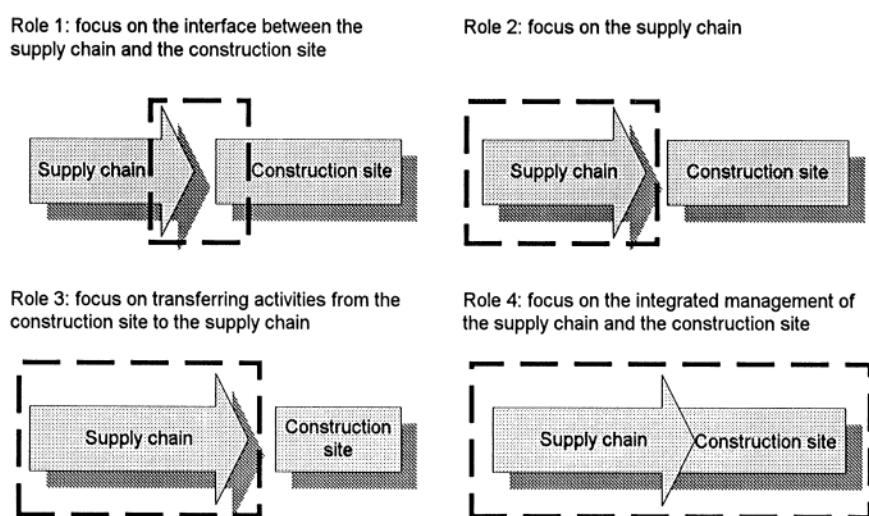 Role 1: focus on the interface between the
supply chain and the construction site
Role 2: focus on the supply chain
Supply chain
Construction site
Supply chain
Construction site
Role 3: focus on transferring activities from the
construction site to the supply chain
Role 4: focus on the integrated management of
the supply chain and the construction site
Supply chain
Construction
site
Supply chain
Construction site